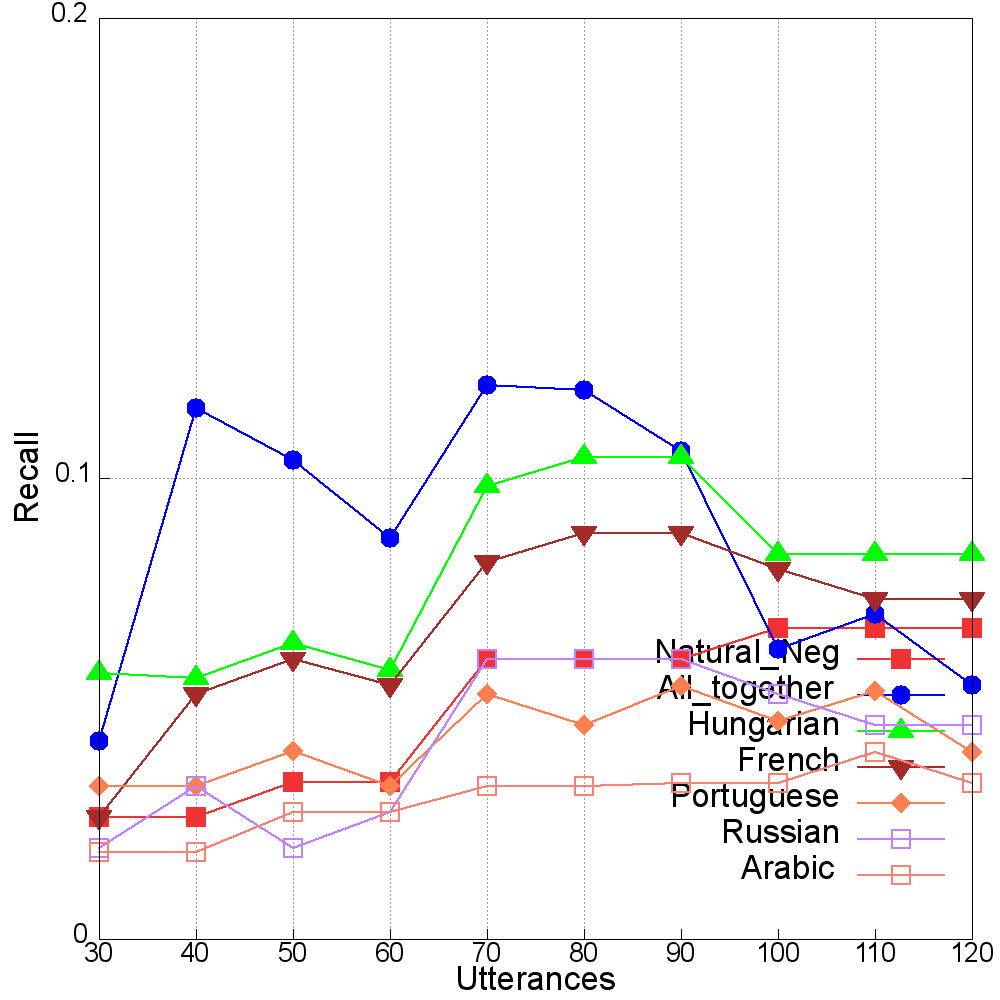 0.2
0.1
0
Recall
Natural_Neg
All_together
Hungarian
French
Portuguese
Russian
Arabic
30 40 50 60 70 80 90 100 110 120
Utterances